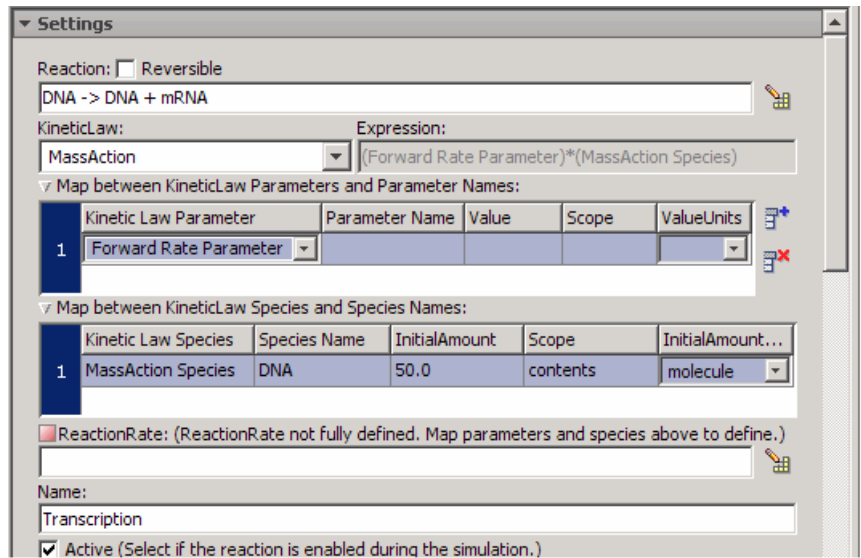 Settings
Reaction: Reversible
DNA -> DNA + mRNA
KineticLaw: Expression:
MassAction (Forward Rate Parameter)*(MassAction Species)
Map between KineticLaw Parameters and Parameter Names:
Kinetic Law Parameter Parameter Name Value Scope ValueUnits
1 Forward Rate Parameter
Map between KineticLaw Species and Species Names:
Kinetic Law Species Species Name InitialAmount Scope InitialAmount...
1 MassAction Species DNA 50.0 contents molecule
ReactionRate: (ReactionRate not fully defined. Map parameters and species above to define.)
Name:
Transcription
Active (Select if the reaction is enabled during the simulation.)